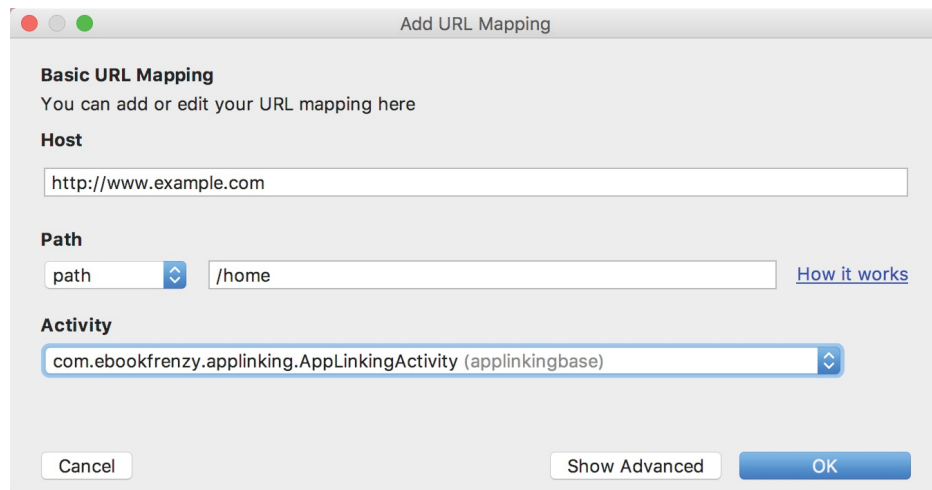 Add URL Mapping
Basic URL Mapping
You can add or edit your URL mapping here
Host
http://www.example.com
Path
path /home How it works
Activity
com.ebookfrenzy.applinking.AppLinkingActivity (applinkingbase)
Cancel Show Advanced OK